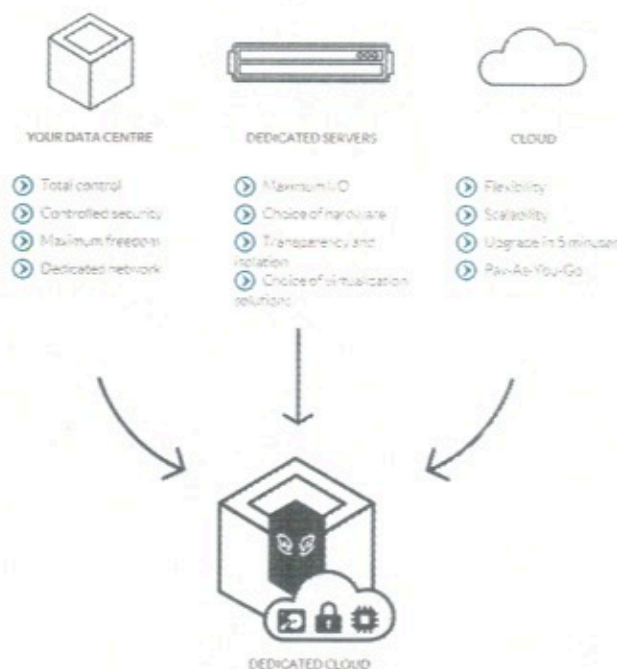 YOUR DATA CENTRE
Total control
Controlled security
Maximum freedom
Dedicated network
DEDICATED SERVERS
Maximum I/O
Choice of hardware
Transparency and
isolation
Choice of virtualization
solutions
CLOUD
Flexibility
Scalability
Upgrade in 5 minutes
Pay-As-You-Go
DEDICATED CLOUD